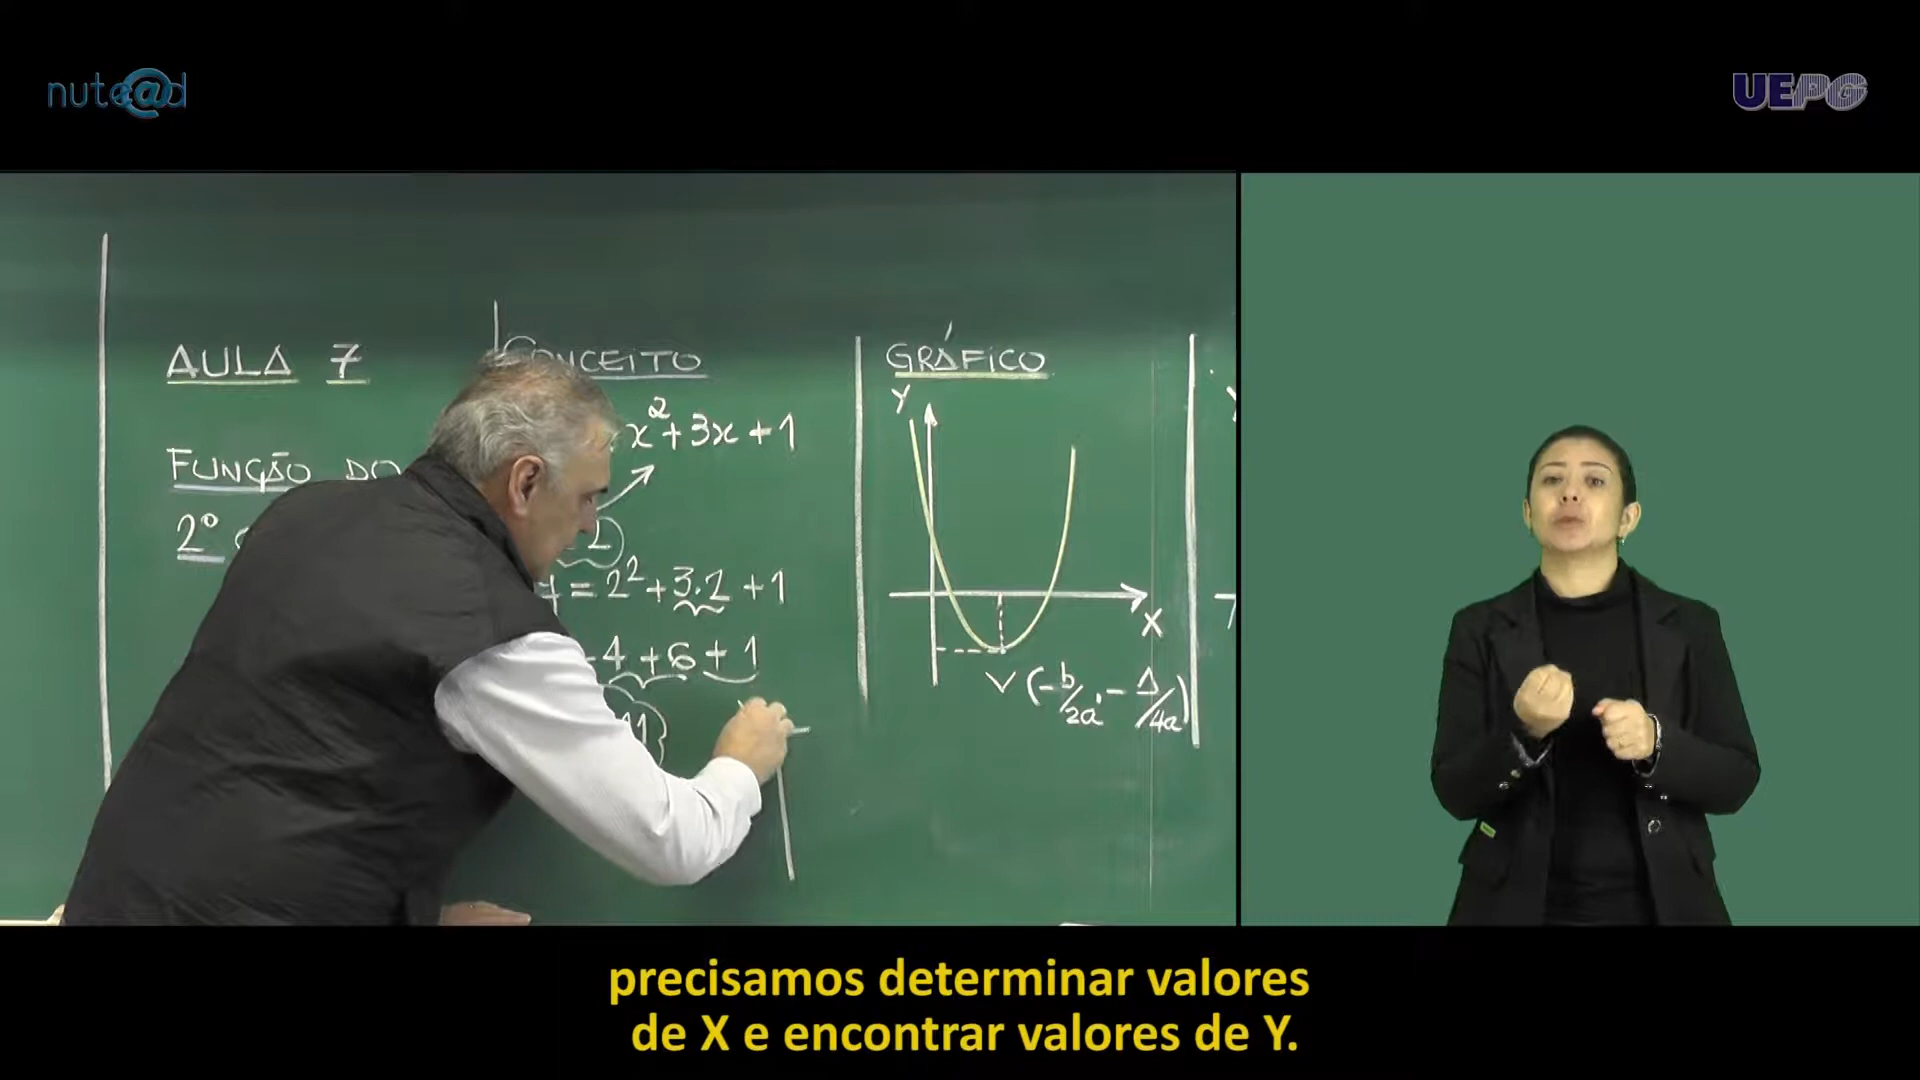 nute@d
UEPG
AULA 7
FUNÇÃO DO
2º
CONCEITO
x²+3x+1
2
= 2²+3.2+1
4+6+1
11
GRÁFICO
Y
X
V (-b/2a, -Δ/4a)
precisamos determinar valores
de X e encontrar valores de Y.